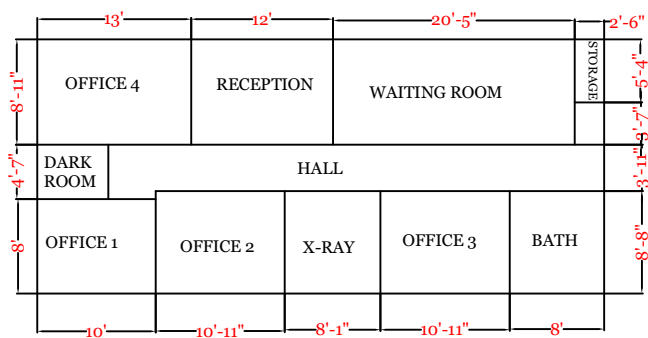 13'
12'
20'-5"
2'-6"
8'-11"
OFFICE 4
RECEPTION
WAITING ROOM
STORAGE
5'-4"
3'-7"
4'-7"
DARK
ROOM
HALL
3'-11"
8'
OFFICE 1
OFFICE 2
X-RAY
OFFICE 3
BATH
8'-8"
10'
10'-11"
8'-1"
10'-11"
8'